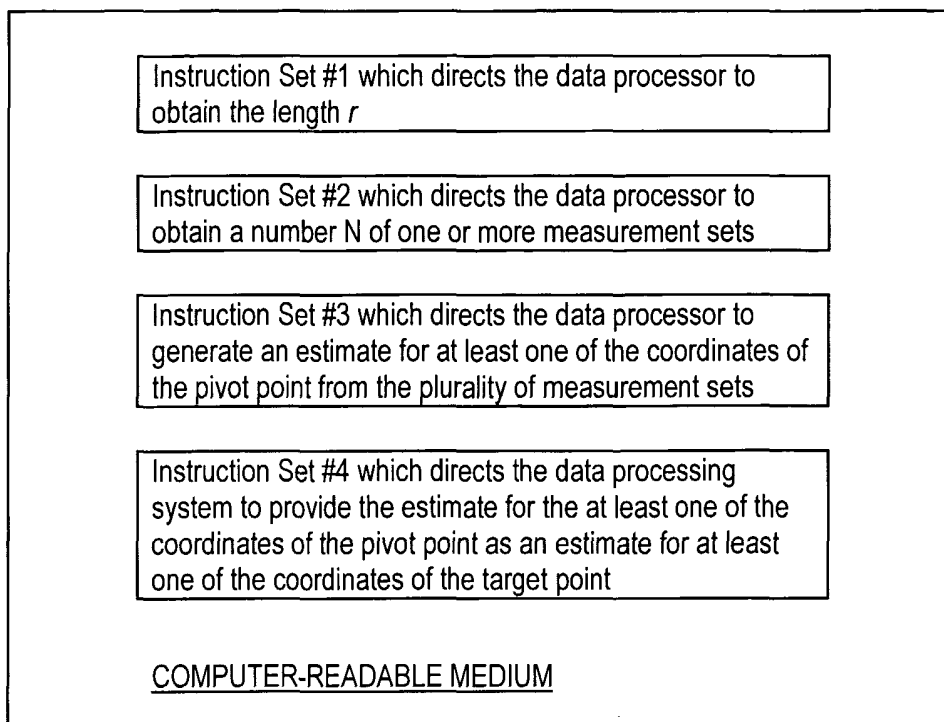 Instruction Set #1 which directs the data processor to
obtain the length r
Instruction Set #2 which directs the data processor to
obtain a number N of one or more measurement sets
Instruction Set #3 which directs the data processor to
generate an estimate for at least one of the coordinates of
the pivot point from the plurality of measurement sets
Instruction Set #4 which directs the data processing
system to provide the estimate for the at least one of the
coordinates of the pivot point as an estimate for at least
one of the coordinates of the target point
COMPUTER-READABLE MEDIUM